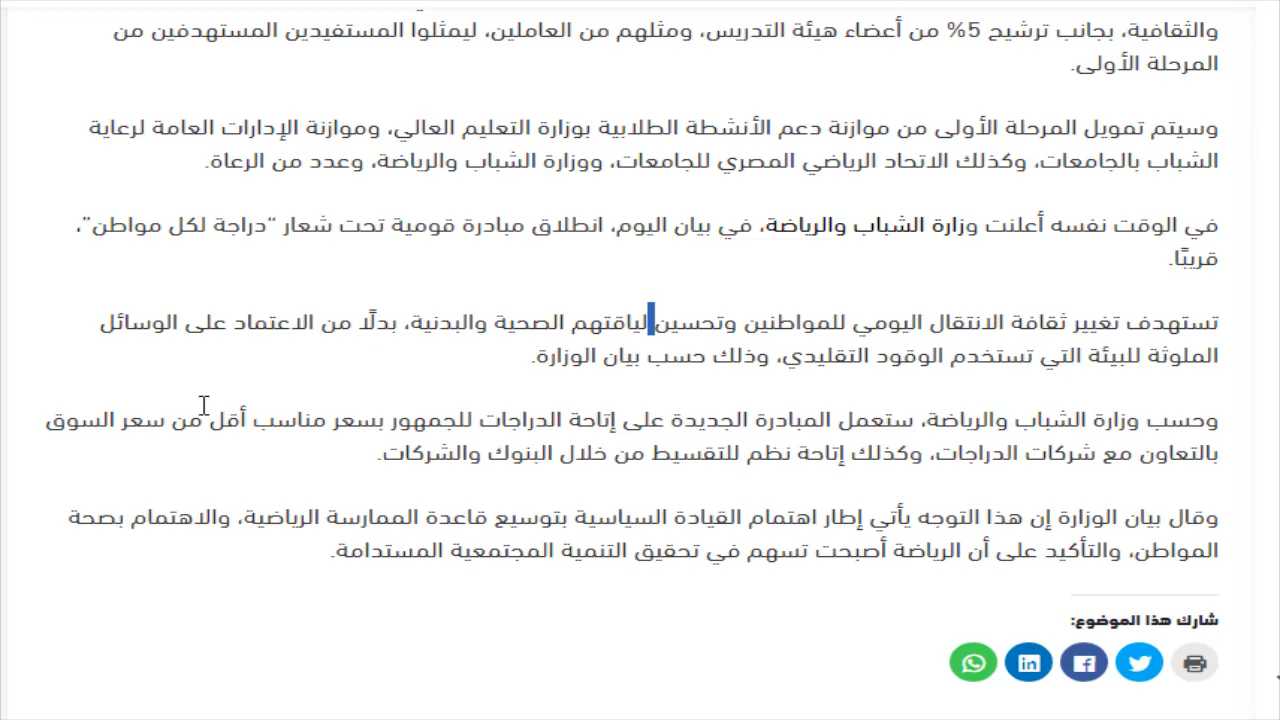 والثقافية، بجانب ترشيح 5% من أعضاء هيئة التدريس، ومثلهم من العاملين، ليمثلوا المستفيدين المستهدفين من
المرحلة الأولى.
وسيتم تمويل المرحلة الأولى من موازنة دعم الأنشطة الطلابية بوزارة التعليم العالي، وموازنة الإدارات العامة لرعاية
الشباب بالجامعات، وكذلك الاتحاد الرياضي المصري للجامعات، ووزارة الشباب والرياضة، وعدد من الرعاة.
في الوقت نفسه أعلنت وزارة الشباب والرياضة، في بيان اليوم، انطلاق مبادرة قومية تحت شعار “دراجة لكل مواطن”،
قريبًا.
تستهدف تغيير ثقافة الانتقال اليومي للمواطنين وتحسين لياقتهم الصحية والبدنية، بدلًا من الاعتماد على الوسائل
الملوثة للبيئة التي تستخدم الوقود التقليدي، وذلك حسب بيان الوزارة.
وحسب وزارة الشباب والرياضة، ستعمل المبادرة الجديدة على إتاحة الدراجات للجمهور بسعر مناسب أقل من سعر السوق
بالتعاون مع شركات الدراجات، وكذلك إتاحة نظم للتقسيط من خلال البنوك والشركات.
وقال بيان الوزارة إن هذا التوجه يأتي إطار اهتمام القيادة السياسية بتوسيع قاعدة الممارسة الرياضية، والاهتمام بصحة
المواطن، والتأكيد على أن الرياضة أصبحت تسهم في تحقيق التنمية المجتمعية المستدامة.
شارك هذا الموضوع: